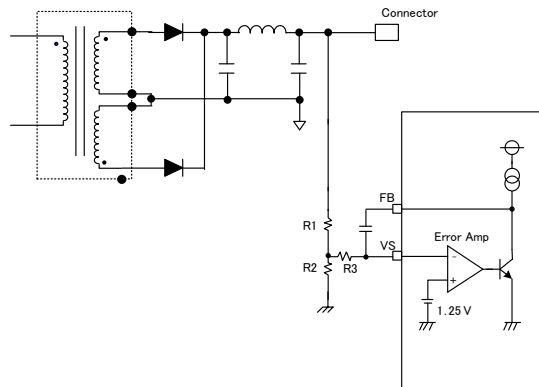 Connector
FB
R1
Error Amp
VS
R2
R3
-
+
1.25 V